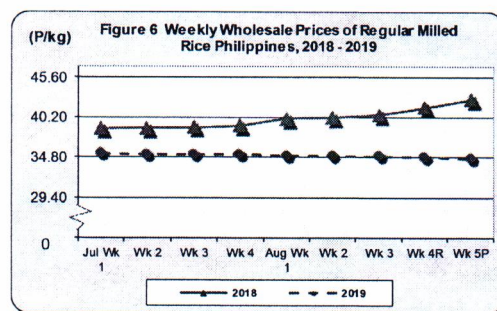 (P/kg)
Figure 6 Weekly Wholesale Prices of Regular Milled
Rice Philippines, 2018 - 2019
45.60
40.20
34.80
29.40
0
Jul Wk 1
Wk 2
Wk 3
Wk 4
Aug Wk 1
Wk 2
Wk 3
Wk 4R
Wk 5P
2018
2019